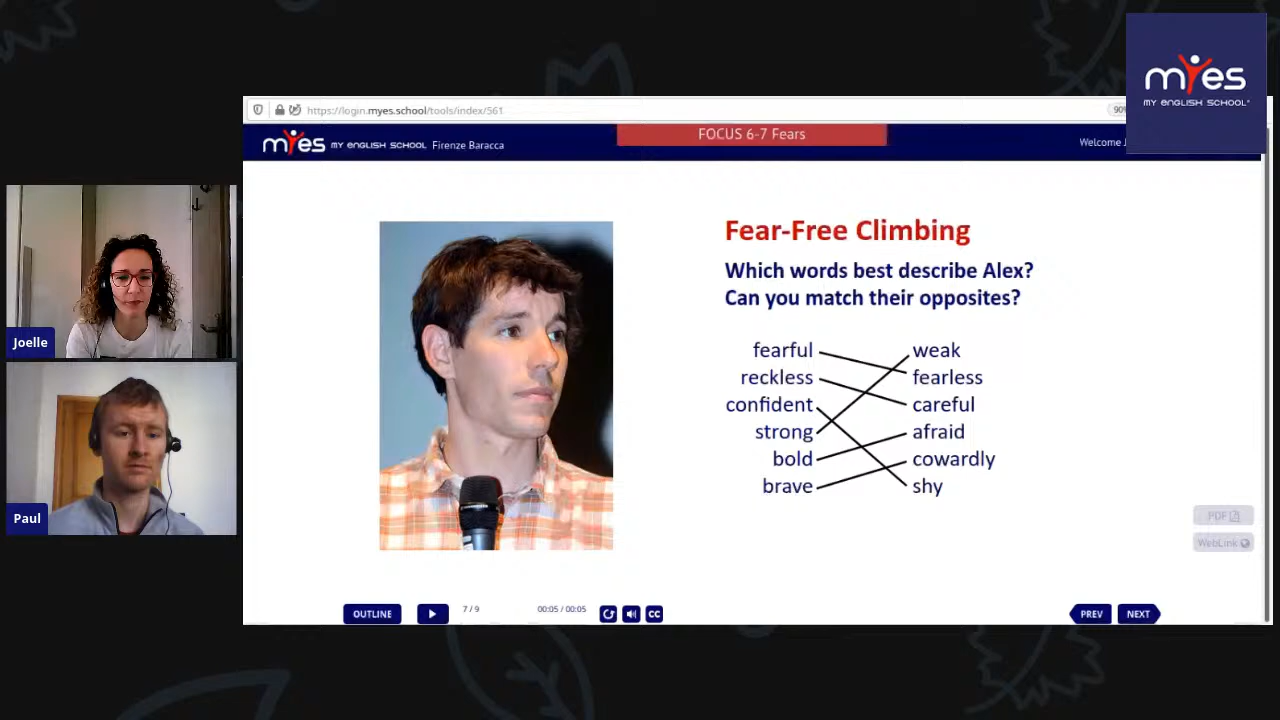 myes
MY ENGLISH SCHOOL®
https://login.myes.school/tools/index/561
90%
myes MY ENGLISH SCHOOL Firenze Baracca
FOCUS 6-7 Fears
Welcome J
Joelle
Paul
Fear-Free Climbing
Which words best describe Alex?
Can you match their opposites?
fearful weak
reckless fearless
confident careful
strong afraid
bold cowardly
brave shy
PDF
WebLink
OUTLINE
7 / 9
00:05 / 00:05
CC
PREV
NEXT